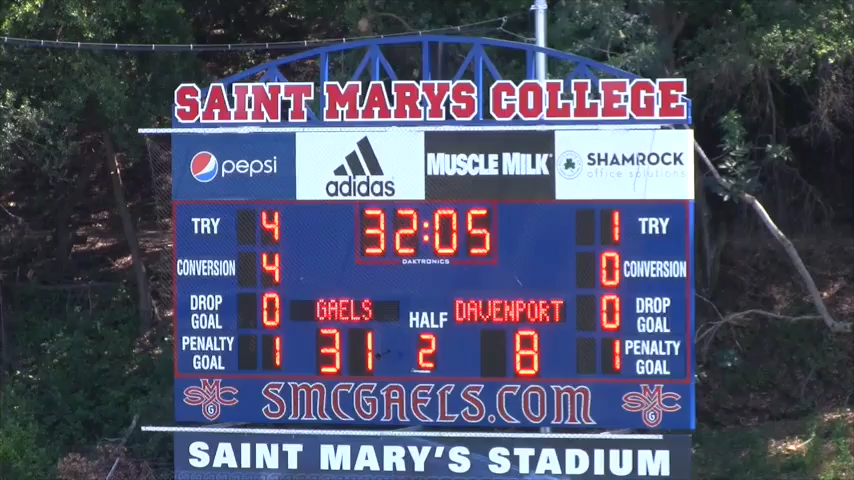 SAINT MARYS COLLEGE
pepsi adidas MUSCLE MILK SHAMROCK office solutions
TRY 4 32:05 1 TRY
DAKTRONICS
CONVERSION 4 0 CONVERSION
DROP GOAL 0 GAELS HALF DAVENPORT 0 DROP GOAL
PENALTY GOAL 1 31 2 8 1 PENALTY GOAL
SMC G SMCGAELS.COM SMC G
SAINT MARY'S STADIUM